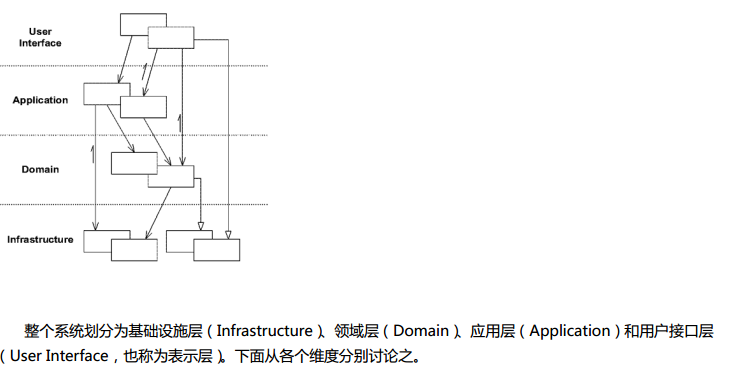 User
Interface
Application
Domain
Infrastructure
整个系统划分为基础设施层(Infrastructure)、领域层(Domain)、应用层(Application)和用户接口层
(User Interface,也称为表示层)。下面从各个维度分别讨论之。